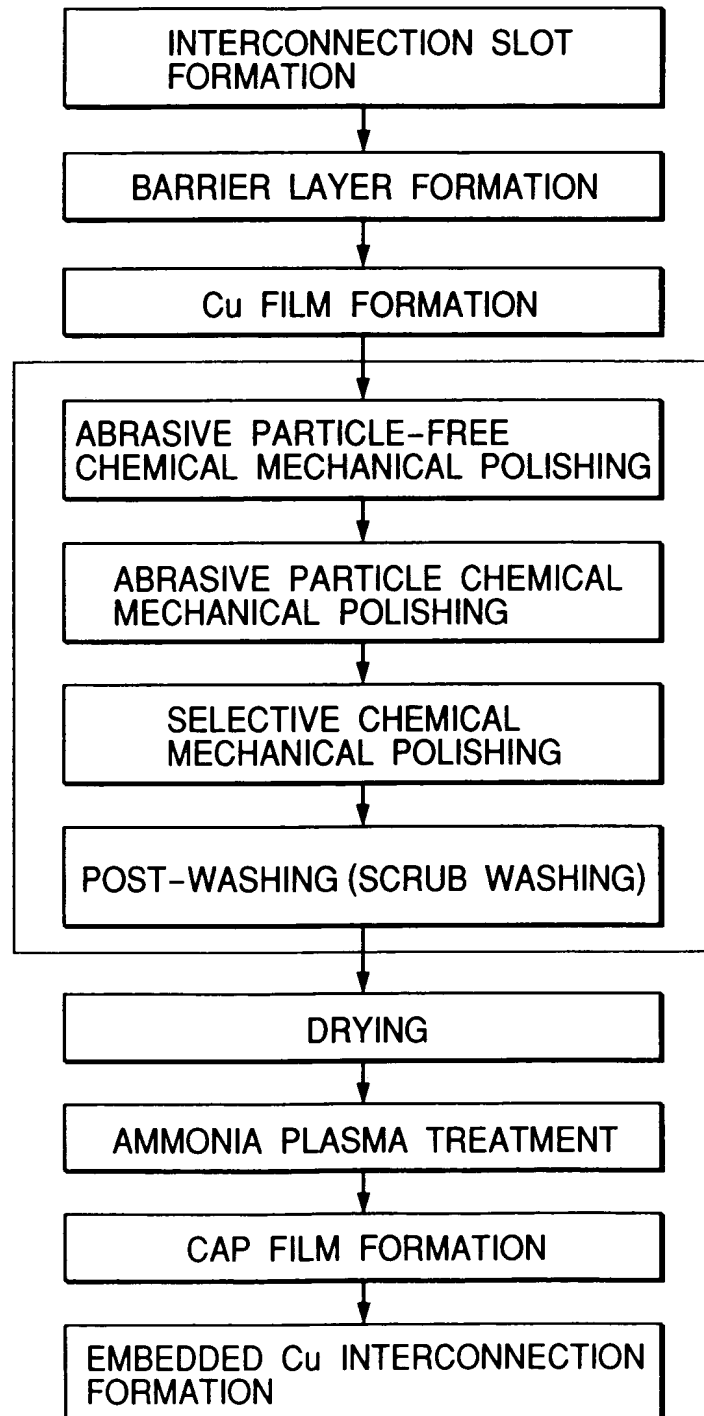 INTERCONNECTION SLOT
FORMATION
BARRIER LAYER FORMATION
Cu FILM FORMATION
ABRASIVE PARTICLE-FREE
CHEMICAL MECHANICAL POLISHING
ABRASIVE PARTICLE CHEMICAL
MECHANICAL POLISHING
SELECTIVE CHEMICAL
MECHANICAL POLISHING
POST-WASHING (SCRUB WASHING)
DRYING
AMMONIA PLASMA TREATMENT
CAP FILM FORMATION
EMBEDDED Cu INTERCONNECTION
FORMATION